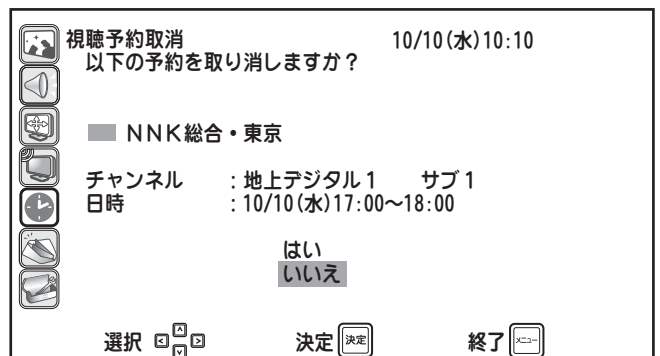 視聴予約取消 10/10(水)10:10
以下の予約を取り消しますか？
NNK総合・東京
チャンネル :地上デジタル1 サブ1
日時 :10/10(水)17:00～18:00
はい
いいえ
選択 決定 決定 終了 メニュー